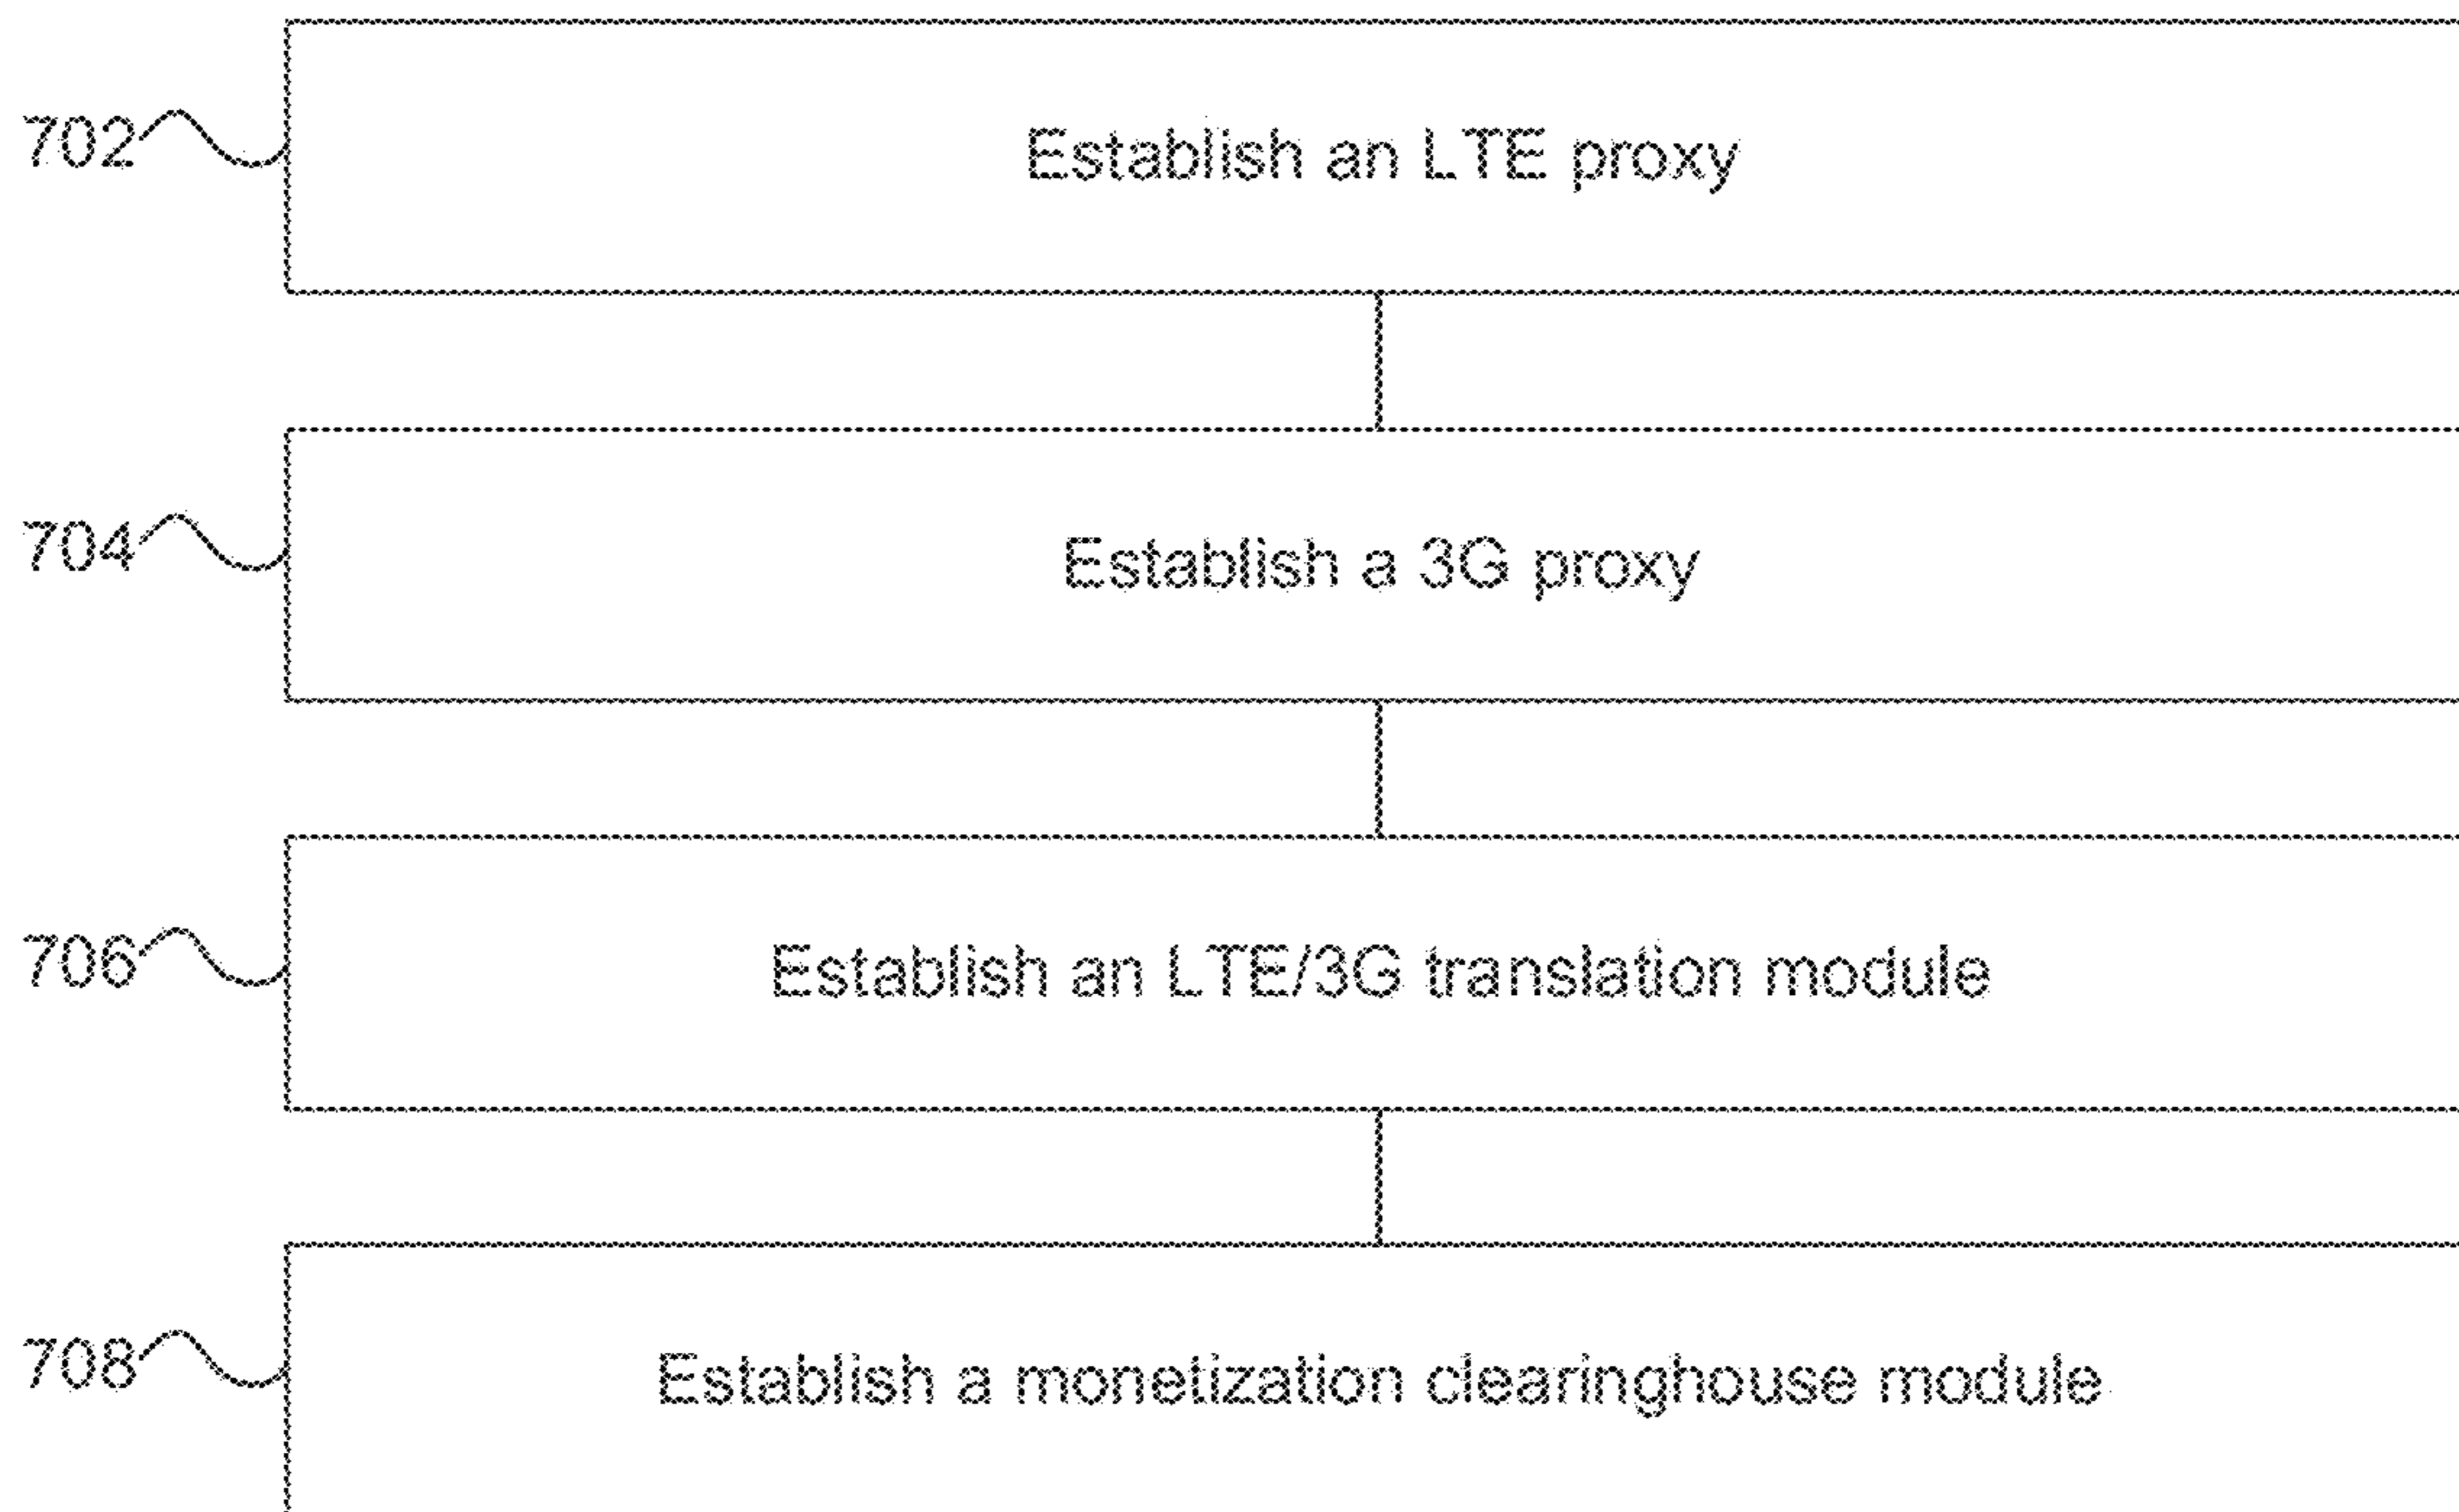 702 Establish an LTE proxy
704 Establish a 3G proxy
706 Establish an LTE/3G translation module
708 Establish a monetization clearinghouse module